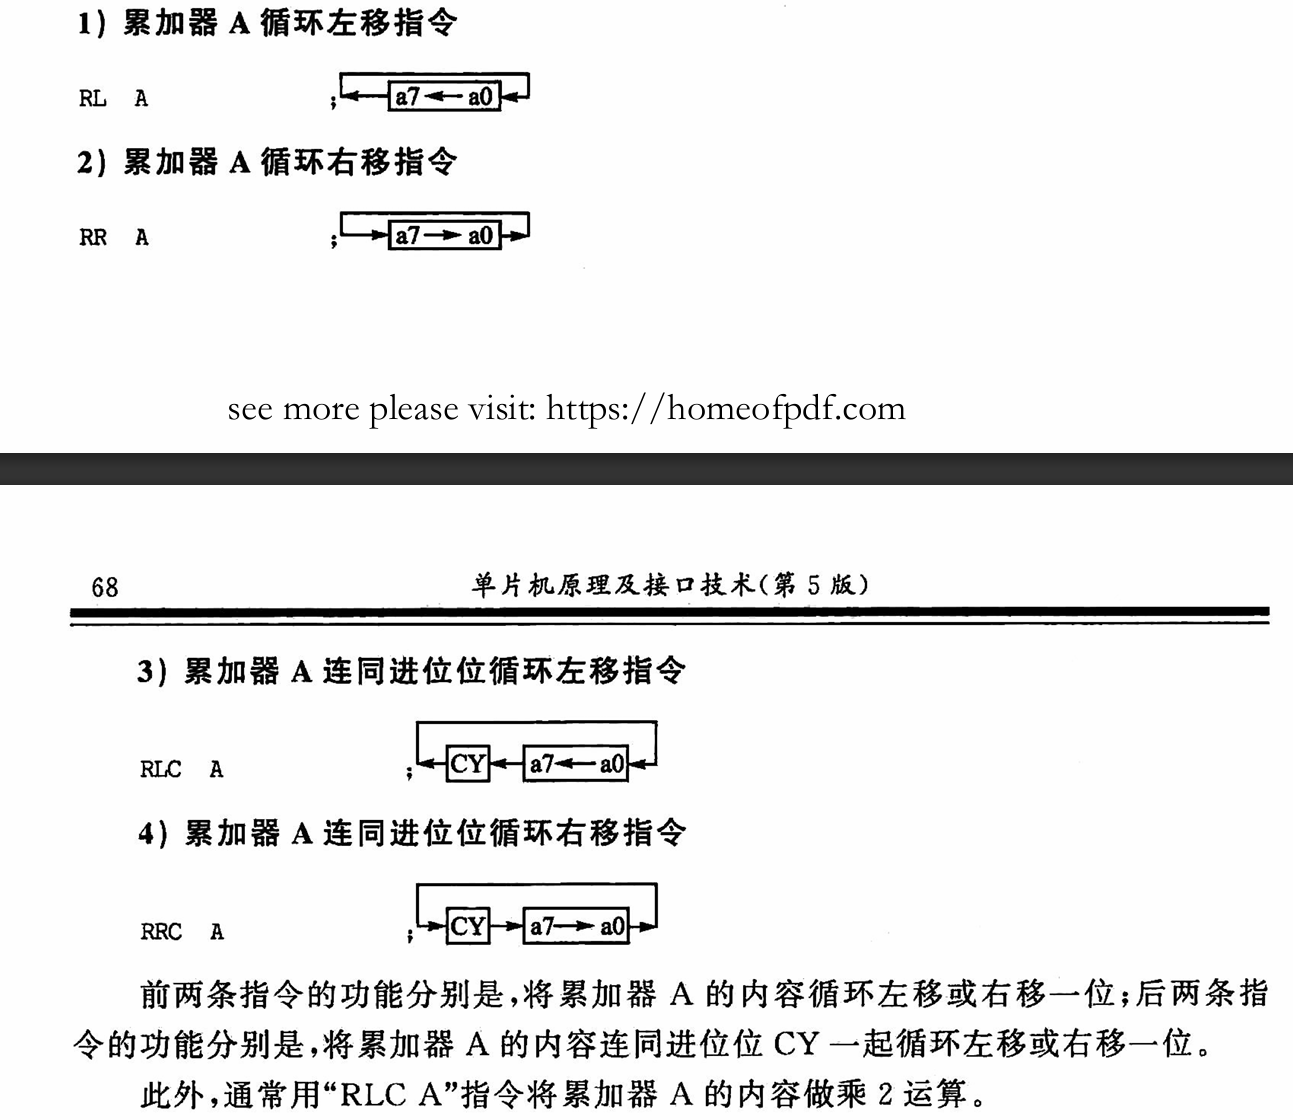 1) 累加器 A 循环左移指令
RL A ; a7 a0
2) 累加器 A 循环右移指令
RR A ; a7 a0
see more please visit: https://homeofpdf.com
68 单片机原理及接口技术(第 5 版)
3) 累加器 A 连同进位位循环左移指令
RLC A ; CY a7 a0
4) 累加器 A 连同进位位循环右移指令
RRC A ; CY a7 a0
前两条指令的功能分别是,将累加器 A 的内容循环左移或右移一位;后两条指
令的功能分别是,将累加器 A 的内容连同进位位 CY 一起循环左移或右移一位。
此外,通常用“RLC A”指令将累加器 A 的内容做乘 2 运算。